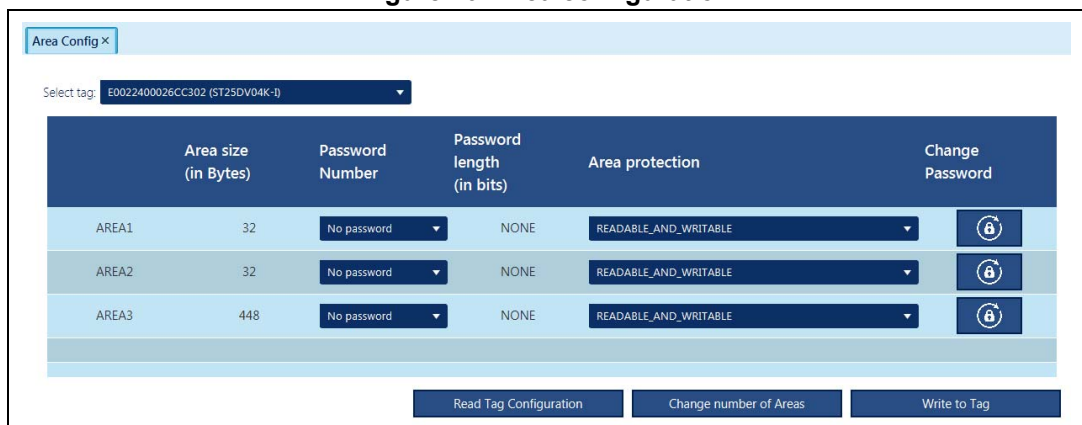 Area Config ×
Select tag: E0022400026CC302 (ST25DV04K-I)
Area size (in Bytes)
Password Number
Password length (in bits)
Area protection
Change Password
AREA1 32 No password NONE READABLE_AND_WRITABLE
AREA2 32 No password NONE READABLE_AND_WRITABLE
AREA3 448 No password NONE READABLE_AND_WRITABLE
Read Tag Configuration Change number of Areas Write to Tag